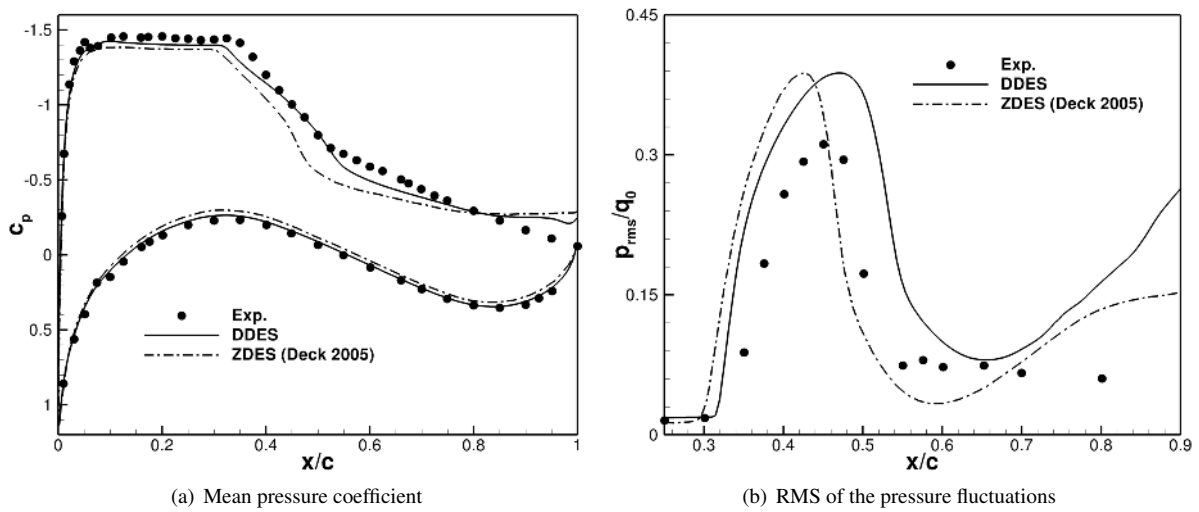 -1.5
-1
-0.5
0
0.5
1
c_p
Exp.
DDES
ZDES (Deck 2005)
0 0.2 0.4 0.6 0.8 1
x/c
(a) Mean pressure coefficient
0.45
0.3
0.15
0
p_rms/q_0
Exp.
DDES
ZDES (Deck 2005)
0.3 0.4 0.5 0.6 0.7 0.8 0.9
x/c
(b) RMS of the pressure fluctuations